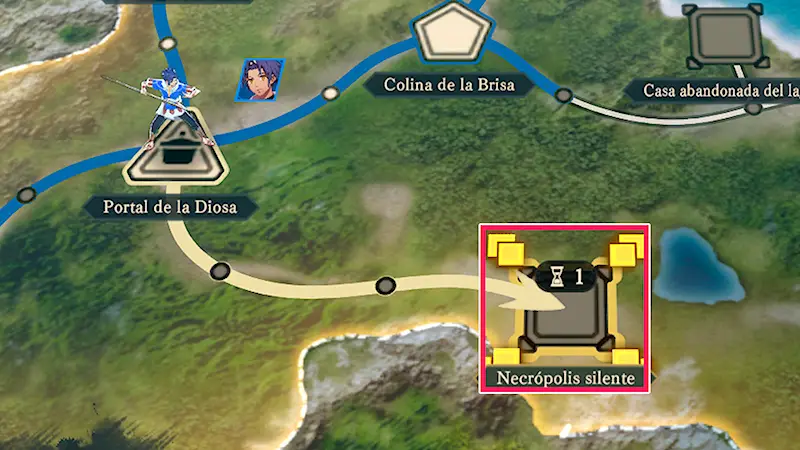 Colina de la Brisa
Casa abandonada del la
Portal de la Diosa
1
Necrópolis silente